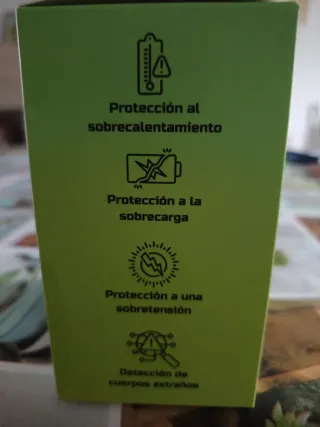 Protección al
sobrecalentamiento
Protección a la
sobrecarga
Protección a una
sobretensión
Detección de
cuerpos extraños